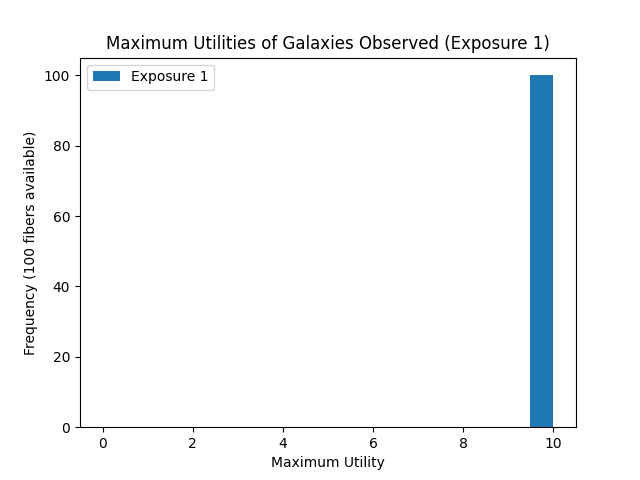 Maximum Utilities of Galaxies Observed (Exposure 1)
Exposure 1
Frequency (100 fibers available)
100
80
60
40
20
0
0 2 4 6 8 10
Maximum Utility